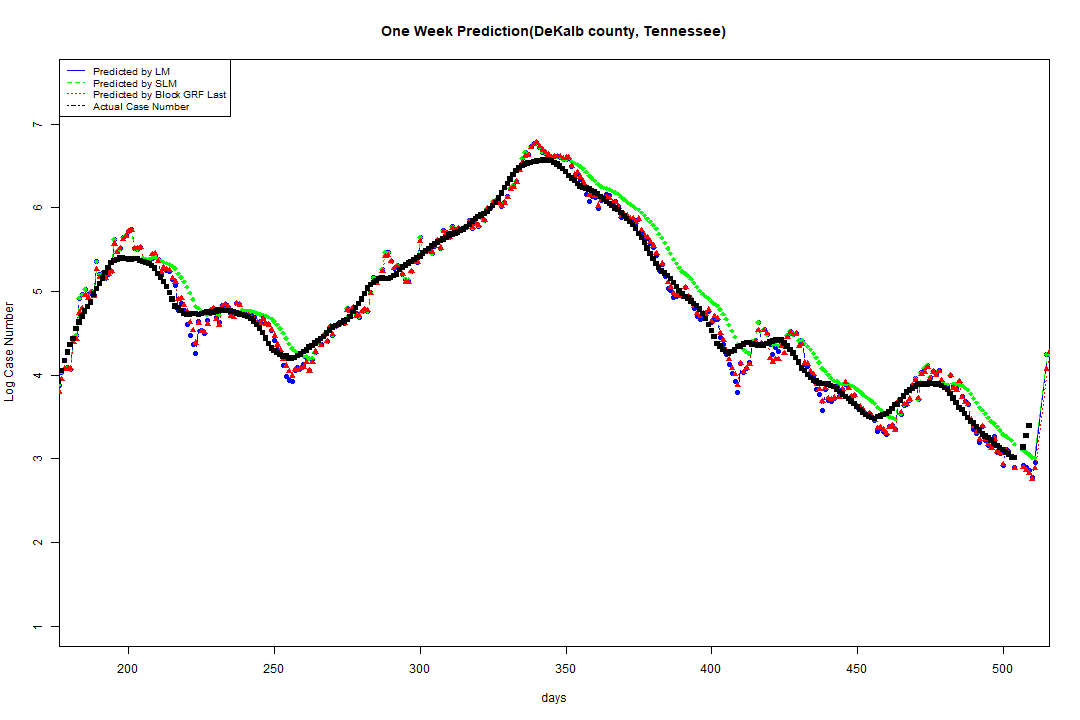 One Week Prediction(DeKalb county, Tennessee)
Predicted by LM
Predicted by SLM
Predicted by Block GRF Last
Actual Case Number
7
6
5
4
3
2
1
Log Case Number
200 250 300 350 400 450 500
days